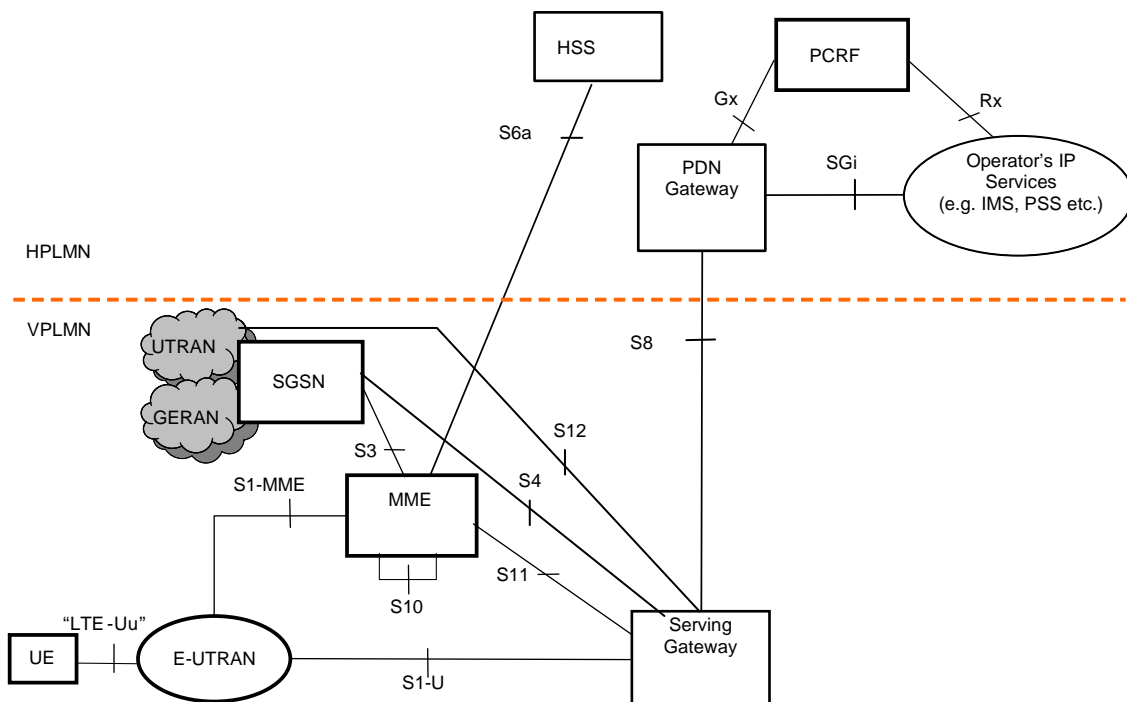 HSS
PCRF
Gx
Rx
S6a
PDN
Gateway
SGi
Operator's IP
Services
(e.g. IMS, PSS etc.)
HPLMN
VPLMN
UTRAN
S8
SGSN
GERAN
S12
S3
S4
S1-MME
MME
S11
S10
"LTE-Uu"
Serving
Gateway
UE
E-UTRAN
S1-U